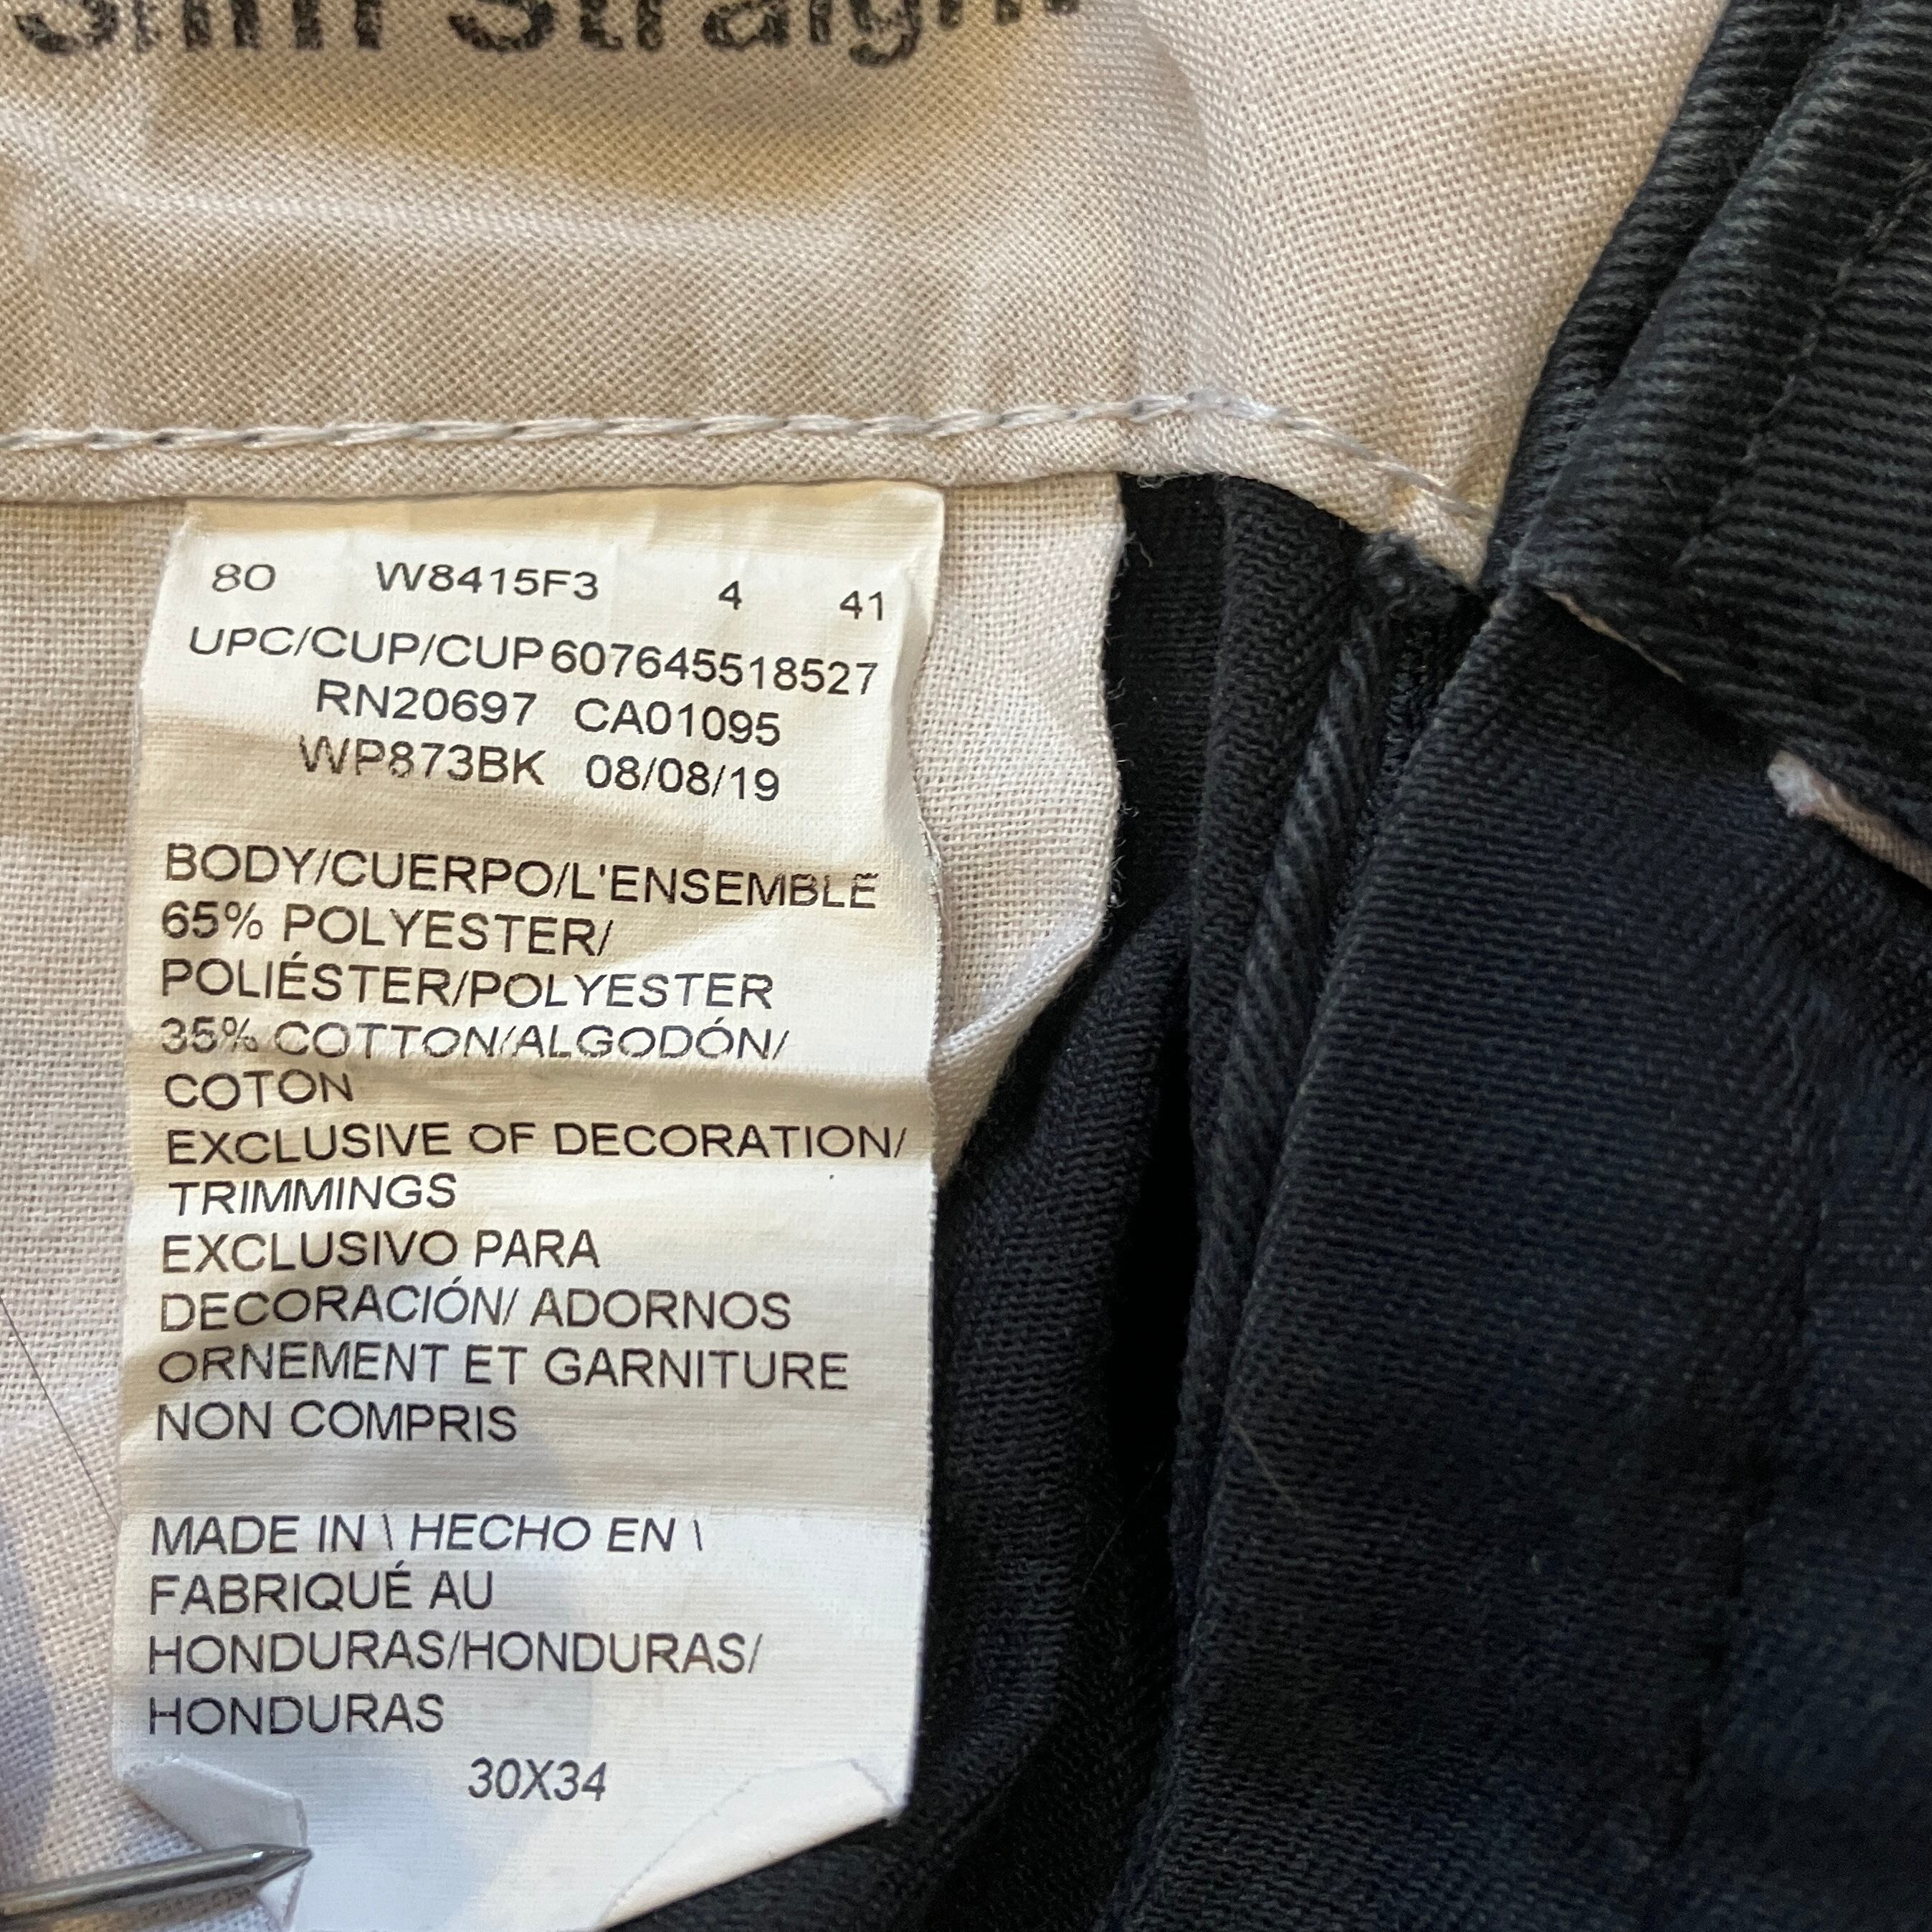 Slim Straight
80 W8415F3 4 41
UPC/CUP/CUP 607645518527
RN20697 CA01095
WP873BK 08/08/19
BODY/CUERPO/L'ENSEMBLE
65% POLYESTER/
POLIÉSTER/POLYESTER
35% COTTON/ALGODÓN/
COTON
EXCLUSIVE OF DECORATION/
TRIMMINGS
EXCLUSIVO PARA
DECORACIÓN/ ADORNOS
ORNEMENT ET GARNITURE
NON COMPRIS
MADE IN \ HECHO EN \
FABRIQUÉ AU
HONDURAS/HONDURAS/
HONDURAS
30X34